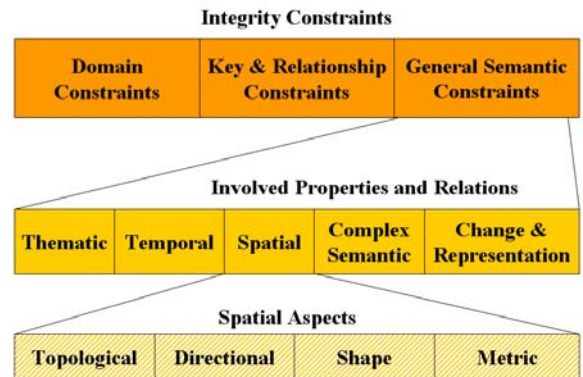 Integrity Constraints
Domain
Constraints
Key & Relationship
Constraints
General Semantic
Constraints
Involved Properties and Relations
Thematic
Temporal
Spatial
Complex
Semantic
Change &
Representation
Spatial Aspects
Topological
Directional
Shape
Metric